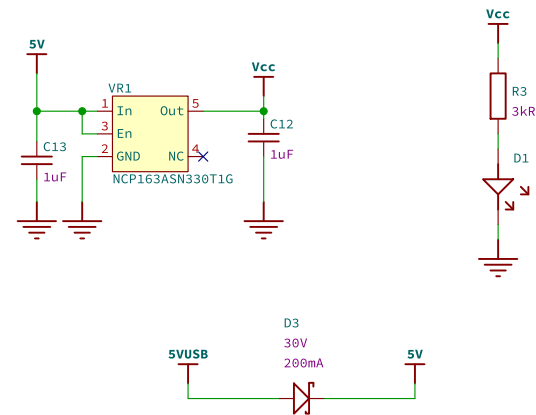 5V
VR1
Vcc
1 In Out 5
3 En
2 GND NC 4
NCP163ASN330T1G
C13
1uF
C12
1uF
Vcc
R3
3kR
D1
D3
30V
200mA
5VUSB
5V